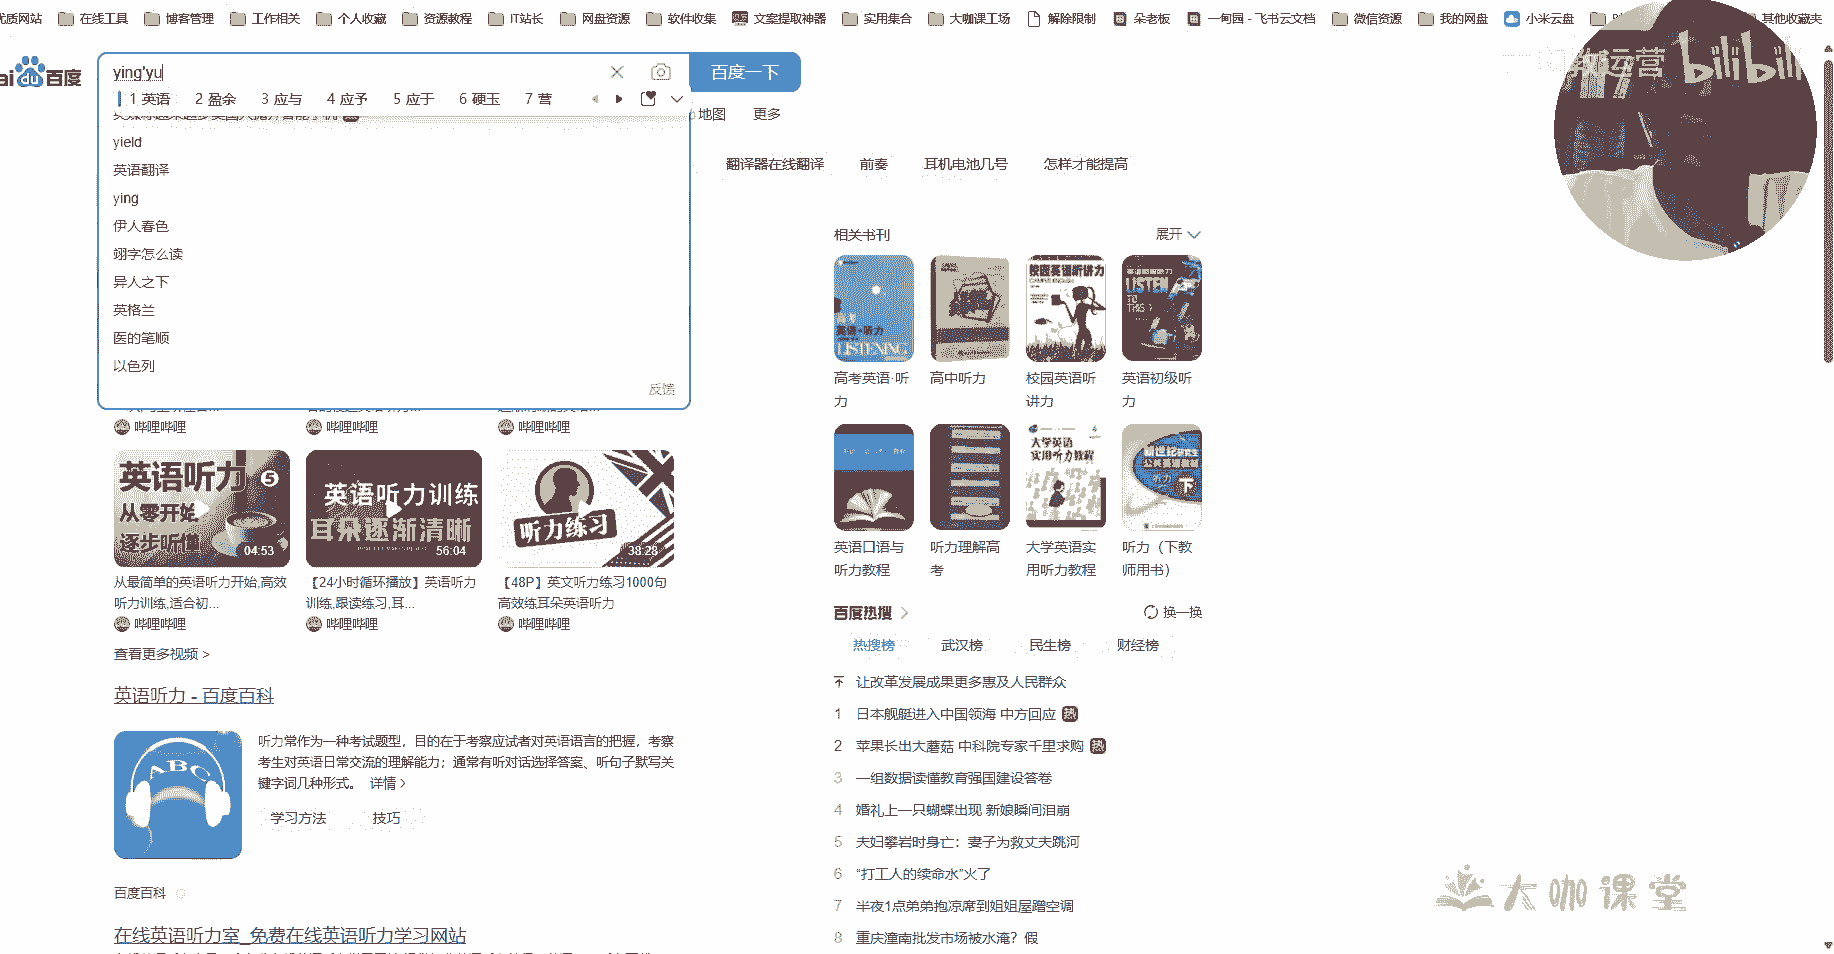 优质网站 在线工具 博客管理 工作相关 个人收藏 资源教程 IT站长 网盘资源 软件收集 文案提取神器 实用集合 大咖课工场 解除限制 朵老板 一甸园 - 飞书云文档 微信资源 我的网盘 小米云盘 其他收藏夹
运营 bilibili
du 百度
ying'yu
百度一下
1 英语 2 盈余 3 应与 4 应予 5 应于 6 硬玉 7 营
地图 更多
yield
英语翻译
ying
伊人春色
翊字怎么读
异人之下
英格兰
医的笔顺
以色列
反馈
翻译器在线翻译 前奏 耳机电池几号 怎样才能提高
哔哩哔哩 哔哩哔哩 哔哩哔哩
英语听力 5
从零开始
逐步听懂
04:53
英语听力训练
耳朵逐渐清晰
56:04
听力练习
38:28
从最简单的英语听力开始,高效听力训练,适合初...
哔哩哔哩
【24小时循环播放】英语听力训练,跟读练习,耳...
哔哩哔哩
【48P】英文听力练习1000句高效练耳朵英语听力
哔哩哔哩
查看更多视频 >
英语听力 - 百度百科
ABC
听力常作为一种考试题型，目的在于考察应试者对英语语言的把握，考察
考生对英语日常交流的理解能力；通常有听对话选择答案、听句子默写关
键字词几种形式。 详情 >
学习方法 技巧
百度百科
在线英语听力室_免费在线英语听力学习网站
相关书刊 展开
英语·听力
LISTENING
校园英语听讲力
LISTEN
TO
THIS
高考英语·听力
高中听力
校园英语听讲力
英语初级听力
大学英语
实用听力教程
下
英语口语与听力教程
听力理解高考
大学英语实用听力教程
听力（下教师用书）
百度热搜 > 换一换
热搜榜 武汉榜 民生榜 财经榜
让改革发展成果更多惠及人民群众
1 日本舰艇进入中国领海 中方回应 热
2 苹果长出大蘑菇 中科院专家千里求购 热
3 一组数据读懂教育强国建设答卷
4 婚礼上一只蝴蝶出现 新娘瞬间泪崩
5 夫妇攀岩时身亡：妻子为救丈夫跳河
6 “打工人的续命水”火了
7 半夜1点弟弟抱凉席到姐姐屋蹭空调
8 重庆潼南批发市场被水淹？假
大咖课堂